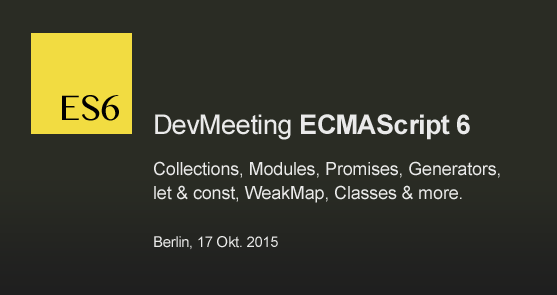 ES6
DevMeeting ECMAScript 6
Collections, Modules, Promises, Generators,
let & const, WeakMap, Classes & more.
Berlin, 17 Okt. 2015